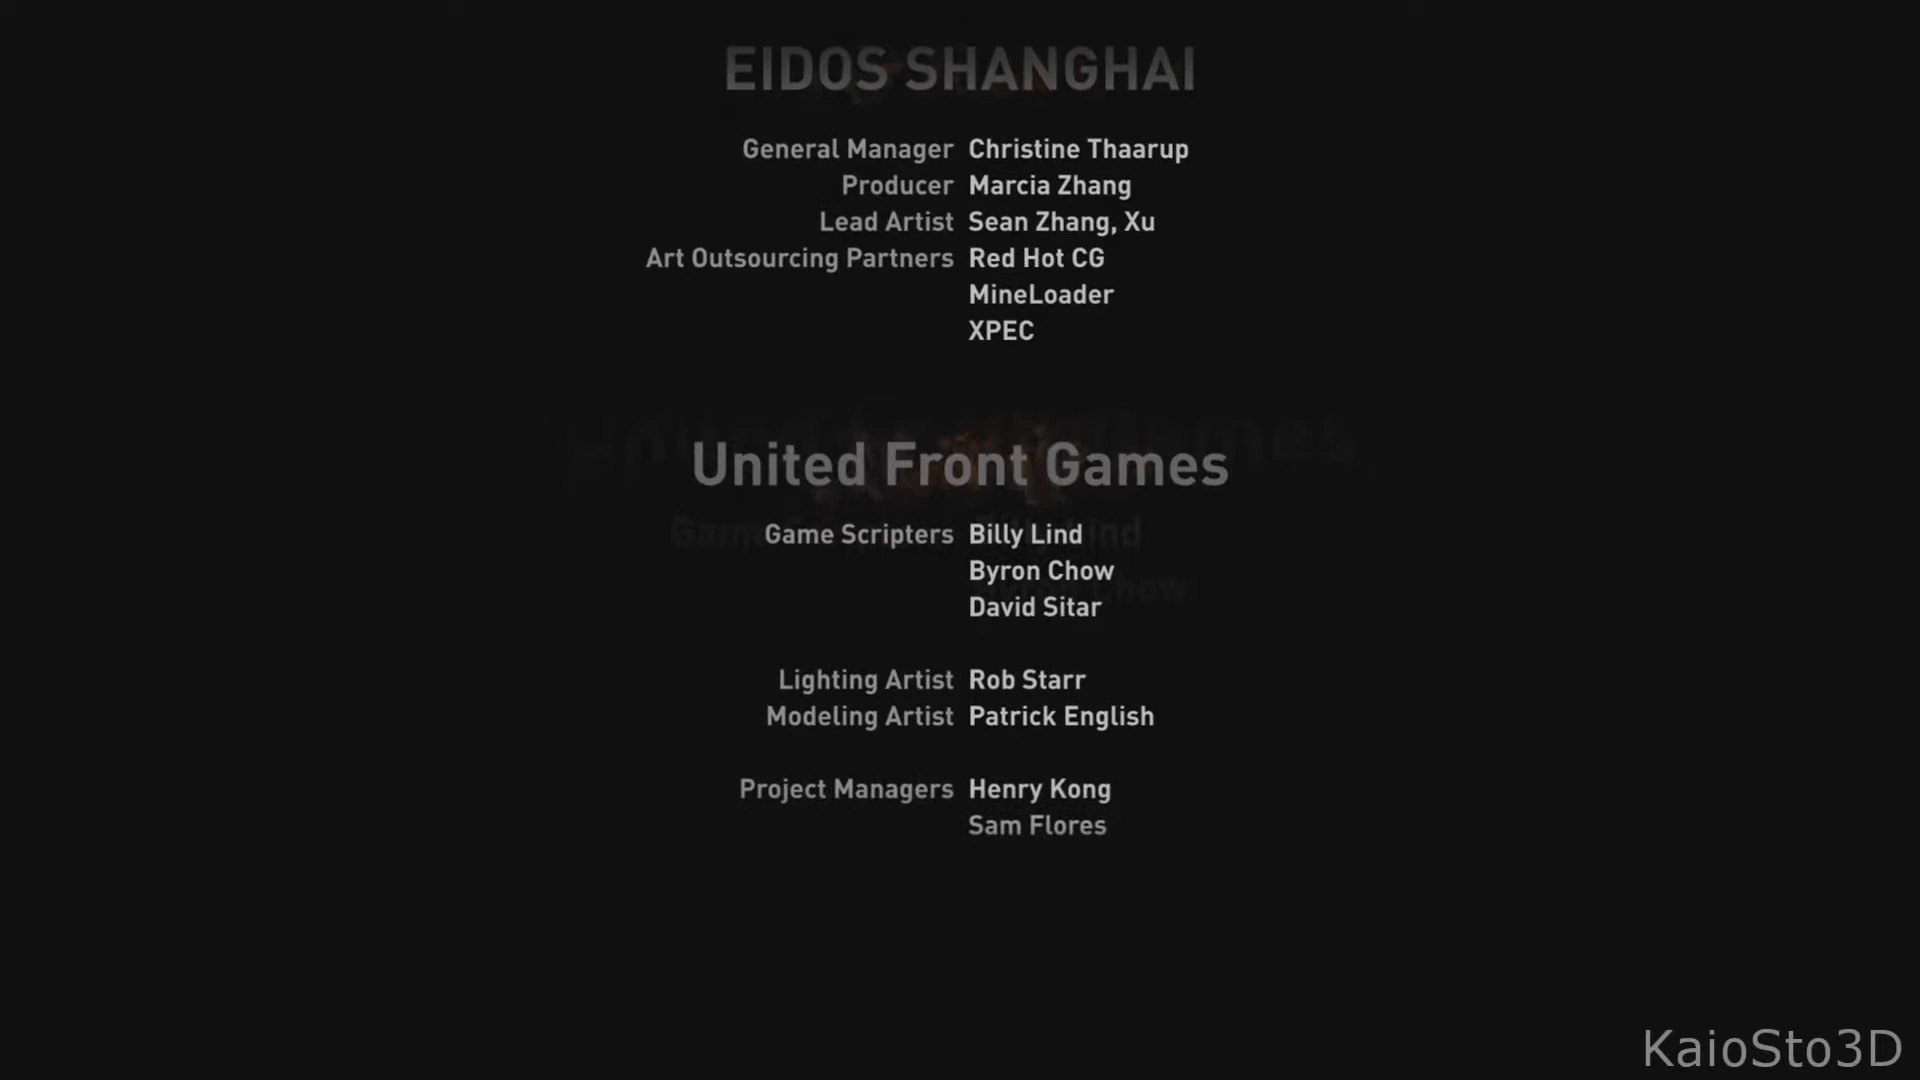 EIDOS SHANGHAI
General Manager Christine Thaarup
Producer Marcia Zhang
Lead Artist Sean Zhang, Xu
Art Outsourcing Partners Red Hot CG
MineLoader
XPEC
United Front Games
Game Scripters Billy Lind
Byron Chow
David Sitar
Lighting Artist Rob Starr
Modeling Artist Patrick English
Project Managers Henry Kong
Sam Flores
KaioSto3D